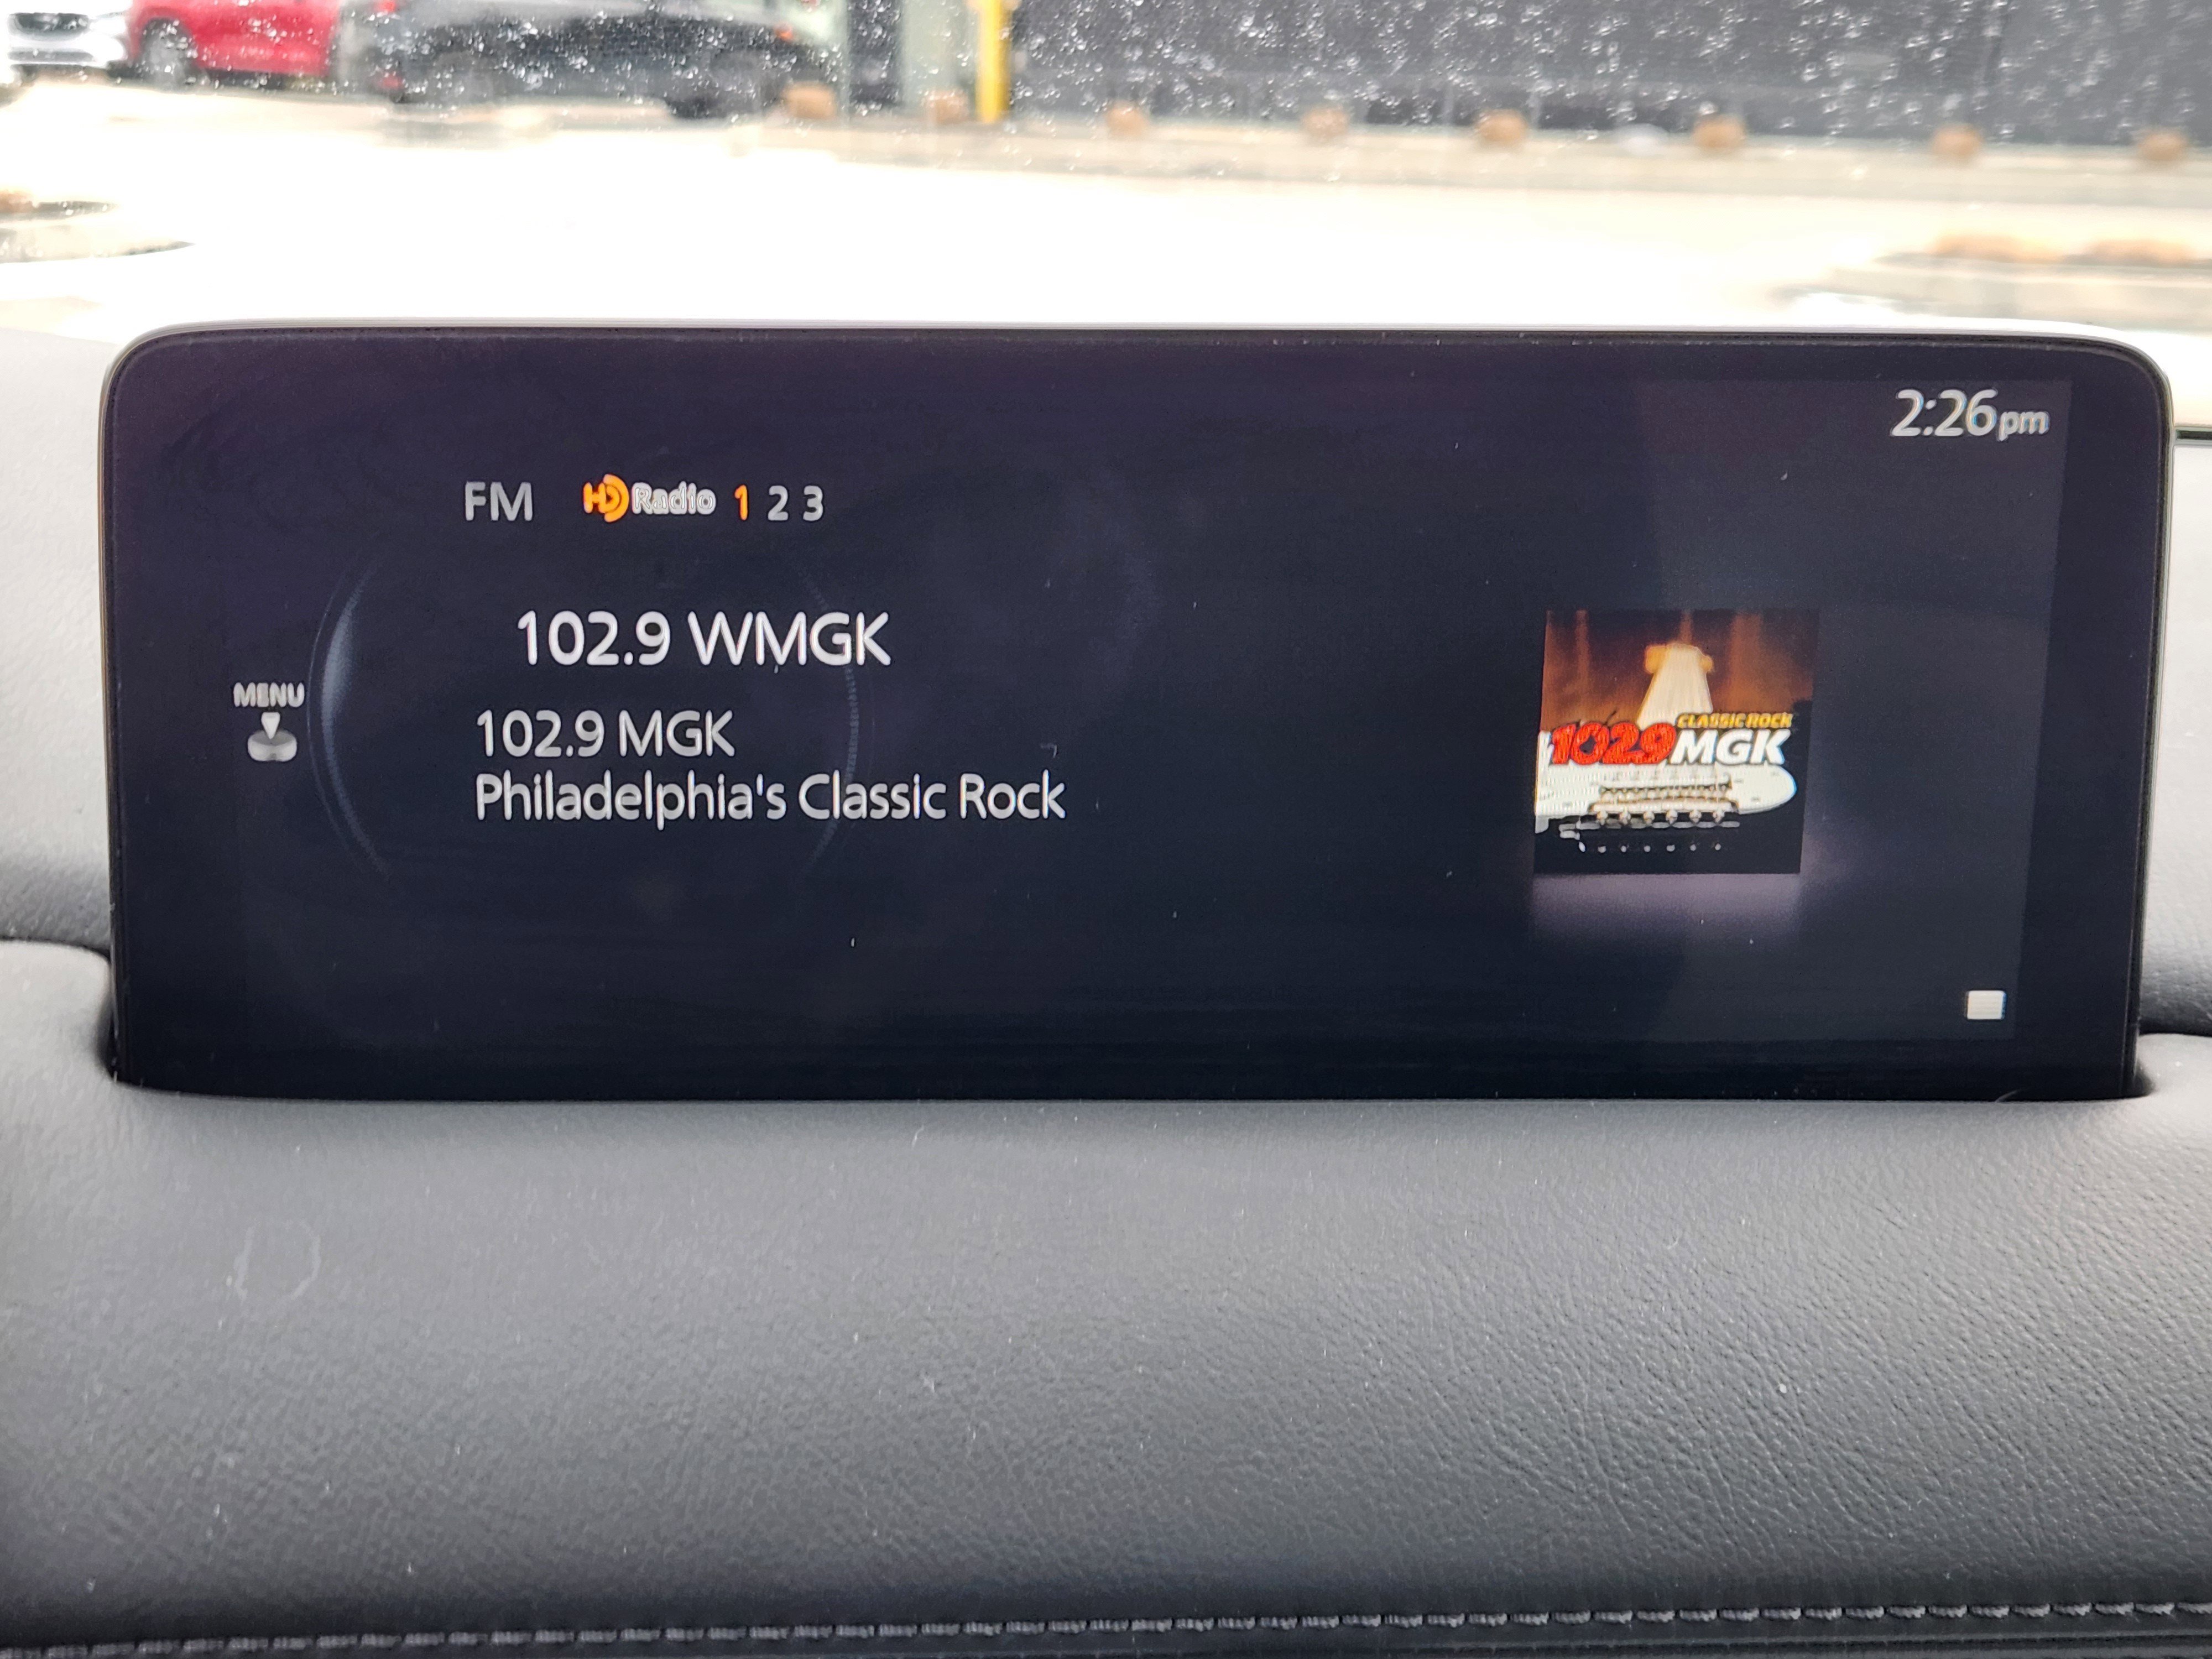 2:26pm
FM HD Radio 1 2 3
102.9 WMGK
MENU
102.9 MGK
Philadelphia's Classic Rock
CLASSIC ROCK
102.9 MGK